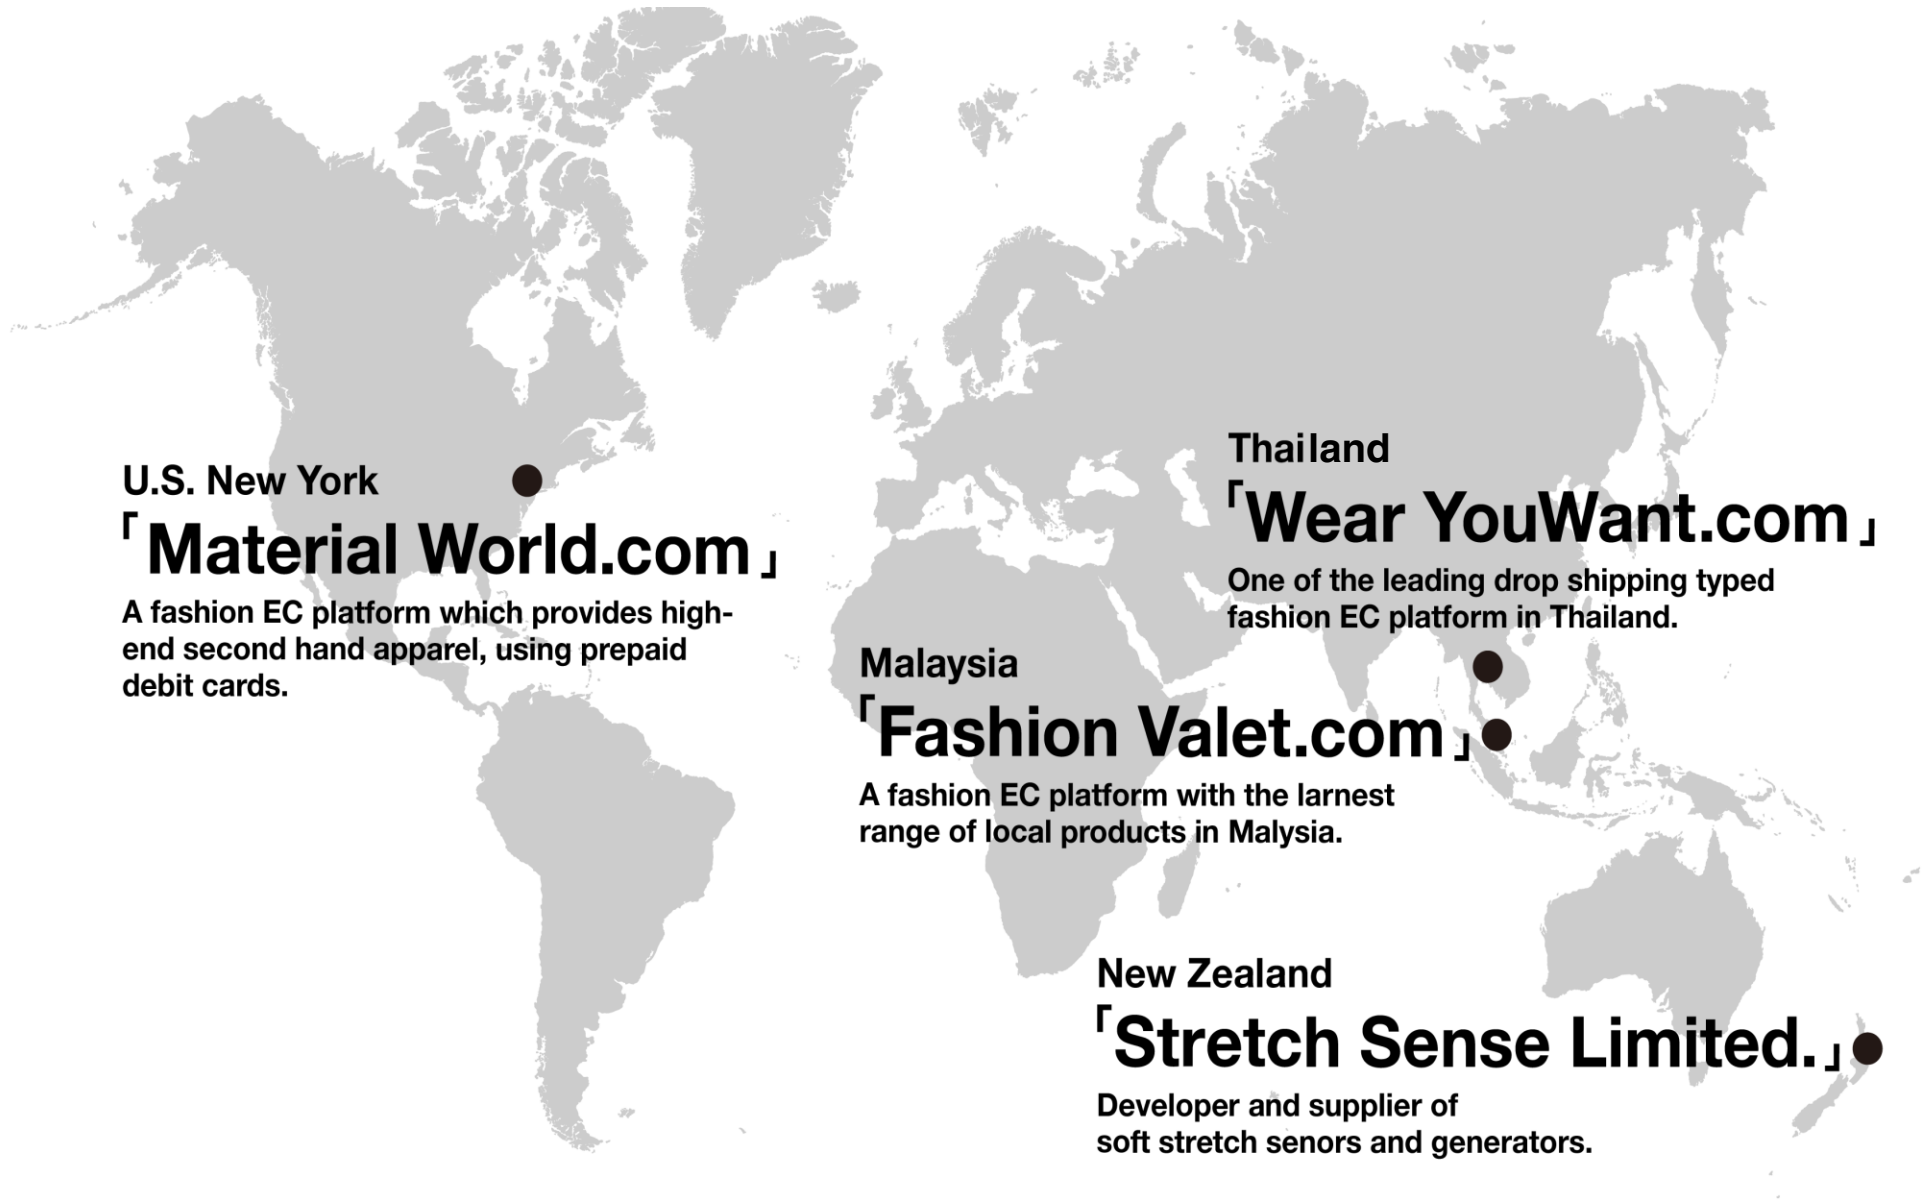 U.S. New York
「Material World.com」
A fashion EC platform which provides high-
end second hand apparel, using prepaid
debit cards.
Thailand
「Wear YouWant.com」
One of the leading drop shipping typed
fashion EC platform in Thailand.
Malaysia
「Fashion Valet.com」
A fashion EC platform with the larnest
range of local products in Malysia.
New Zealand
「Stretch Sense Limited.」
Developer and supplier of
soft stretch senors and generators.